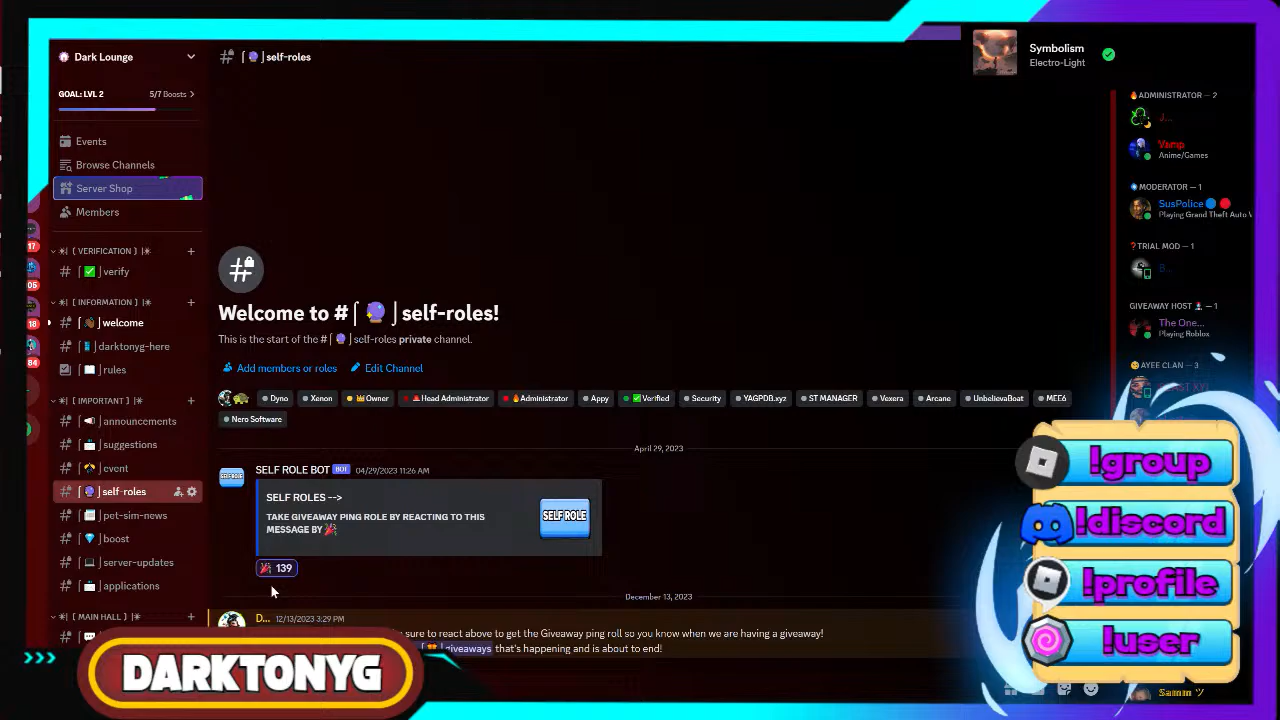 Dark Lounge
GOAL: LVL 2
5/7 Boosts
Events
Browse Channels
Server Shop
Members
[ VERIFICATION ]
verify
[ INFORMATION ]
welcome
darktonyg-here
rules
[ IMPORTANT ]
announcements
suggestions
event
self-roles
pet-sim-news
boost
server-updates
applications
[ MAIN HALL ]
17
05
18
84
self-roles
Welcome to # [ ] self-roles!
This is the start of the # [ ] self-roles private channel.
Add members or roles
Edit Channel
Dyno
Xenon
Owner
Head Administrator
Administrator
Appy
Verified
Security
YAGPDB.xyz
ST MANAGER
Vexera
Arcane
UnbelievaBoat
MEE6
Nero Software
April 29, 2023
SELF ROLE BOT BOT 04/29/2023 11:26 AM
SELF ROLES -->
TAKE GIVEAWAY PING ROLE BY REACTING TO THIS
MESSAGE BY
SELF ROLE
139
December 13, 2023
D... 12/13/2023 3:29 PM
sure to react above to get the Giveaway ping roll so you know when we are having a giveaway!
giveaways that's happening and is about to end!
Symbolism
Electro-Light
ADMINISTRATOR — 2
J...
Vamp
Anime/Games
MODERATOR — 1
SusPolice
Playing Grand Theft Auto V
TRIAL MOD — 1
B...
GIVEAWAY HOST — 1
The One...
Playing Roblox
AYEE CLAN — 3
!group
!discord
!profile
!user
DARKTONYG